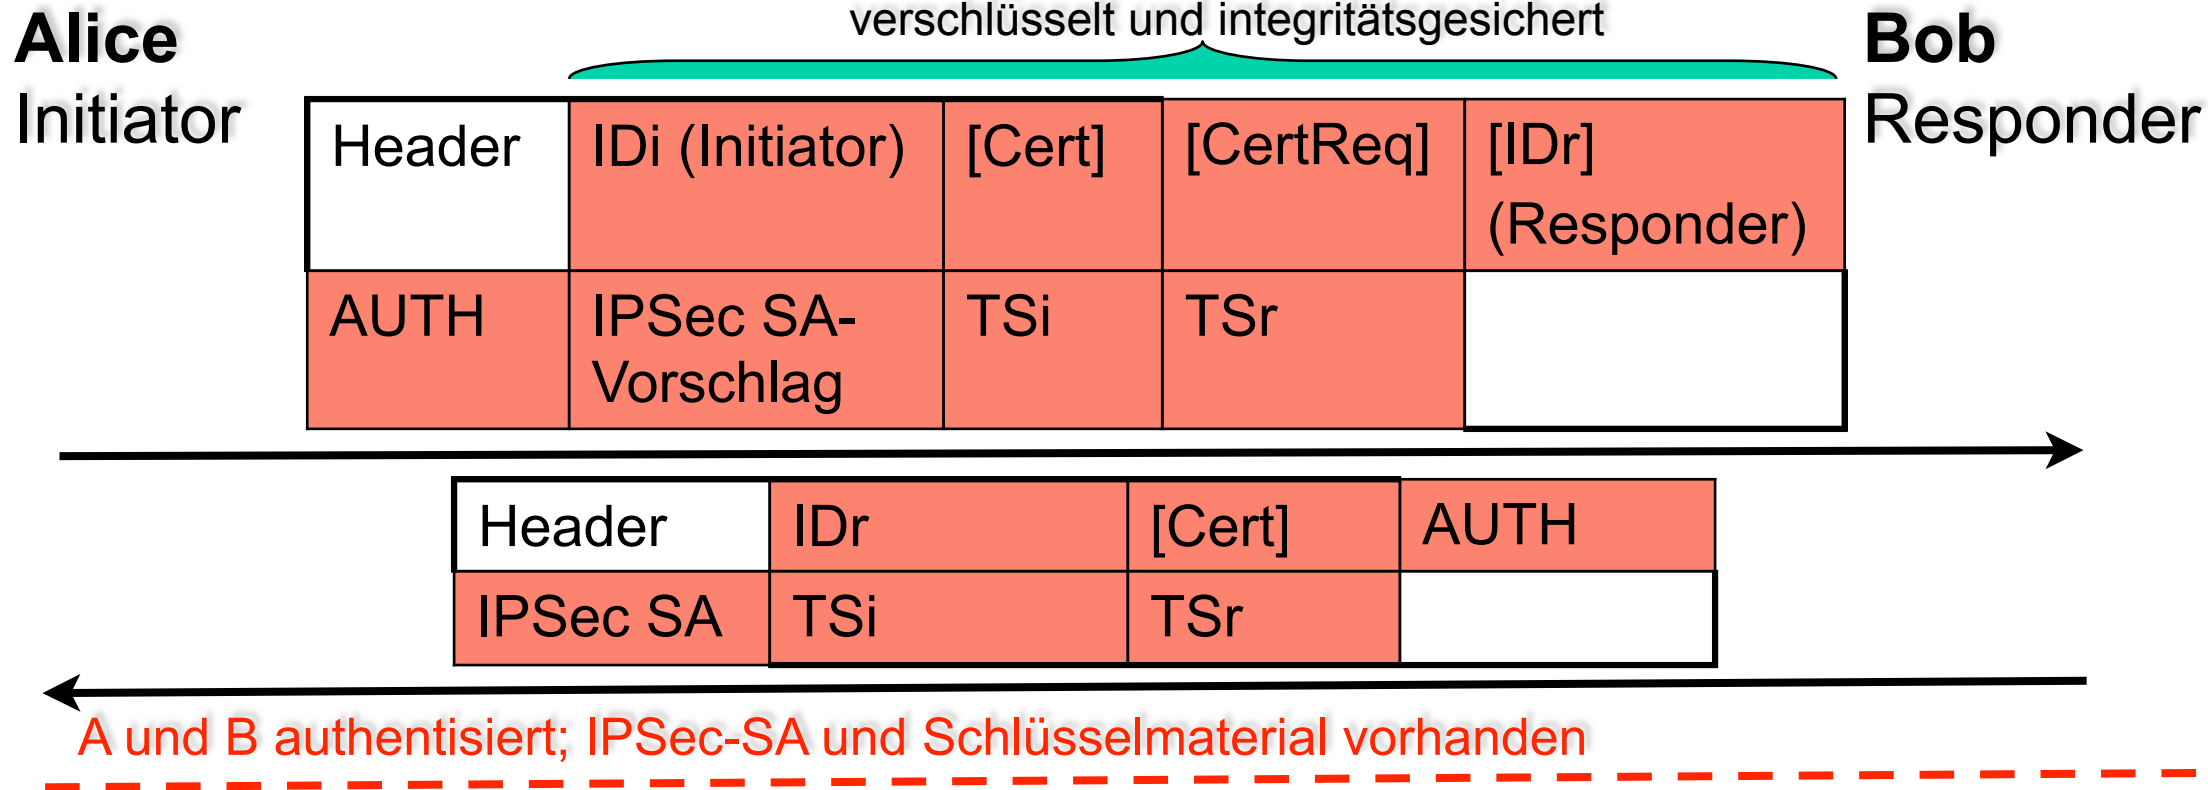 verschlüsselt und integritätsgesichert
Alice
Initiator
Bob
Responder
Header
IDi (Initiator)
[Cert]
[CertReq]
[IDr]
(Responder)
AUTH
IPSec SA-
Vorschlag
TSi
TSr
Header
IDr
[Cert]
AUTH
IPSec SA
TSi
TSr
A und B authentisiert; IPSec-SA und Schlüsselmaterial vorhanden